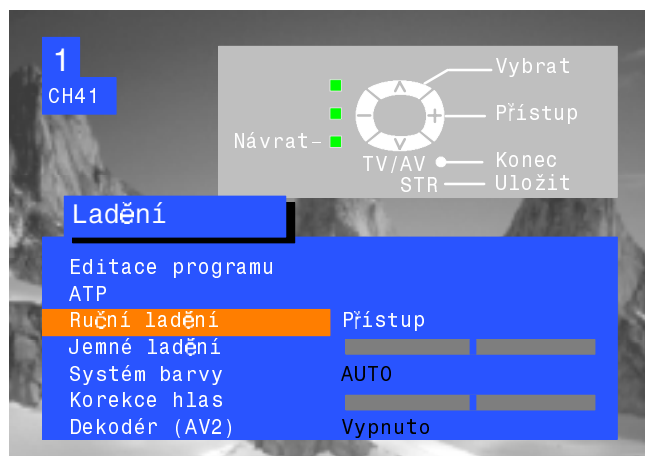 1
CH41
Vybrat
Přístup
Návrat
TV/AV Konec
STR Uložit
Ladění
Editace programu
ATP
Ruční ladění Přístup
Jemné ladění
Systém barvy AUTO
Korekce hlas
Dekodér (AV2) Vypnuto